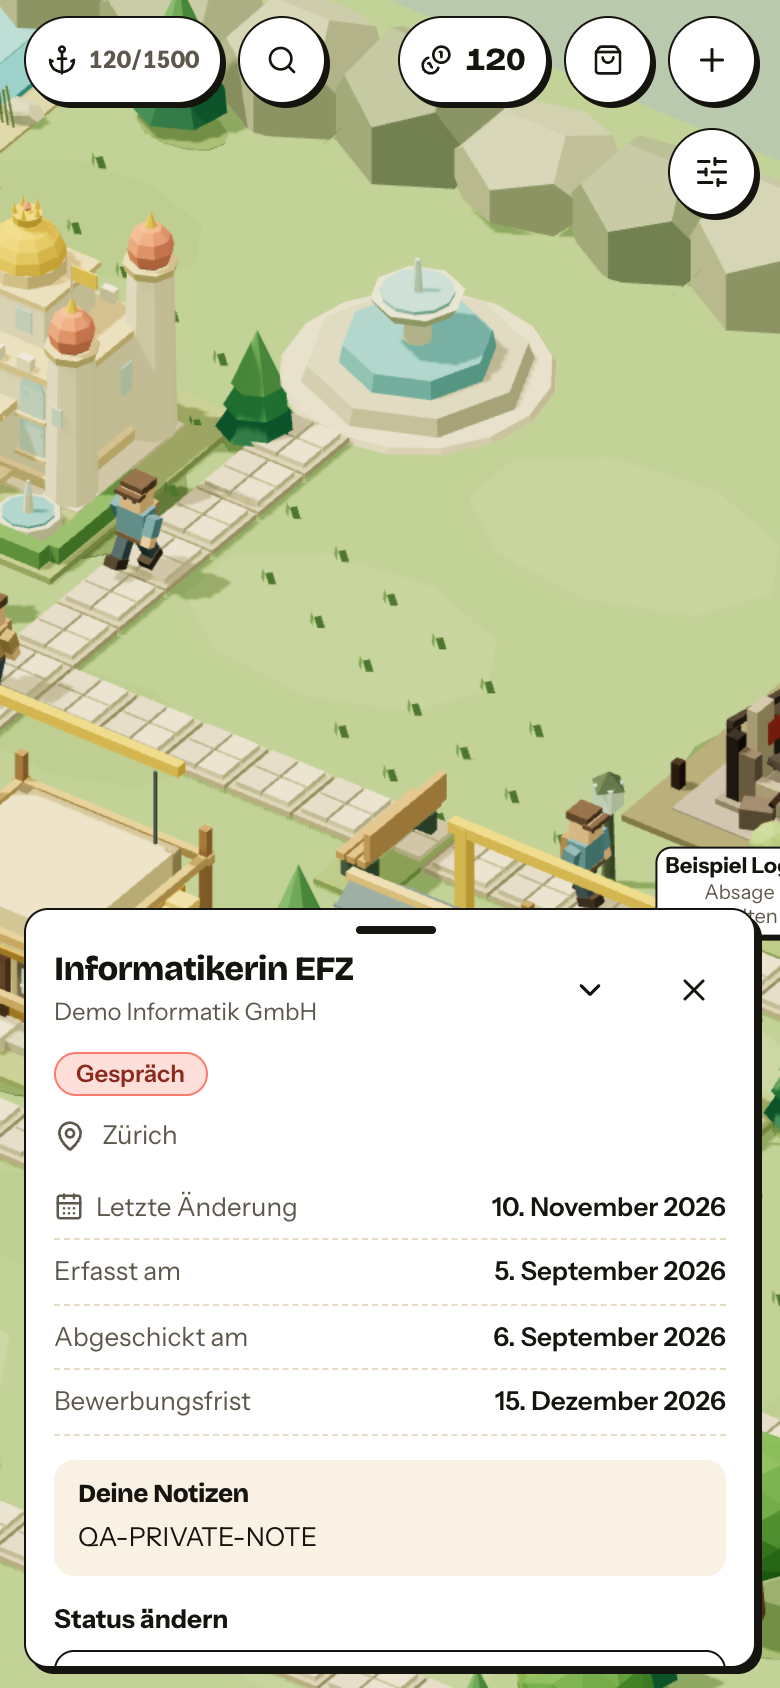 120/1500
120
Beispiel Lo
Absage
lten
Informatikerin EFZ
Demo Informatik GmbH
Gespräch
Zürich
Letzte Änderung 10. November 2026
Erfasst am 5. September 2026
Abgeschickt am 6. September 2026
Bewerbungsfrist 15. Dezember 2026
Deine Notizen
QA-PRIVATE-NOTE
Status ändern